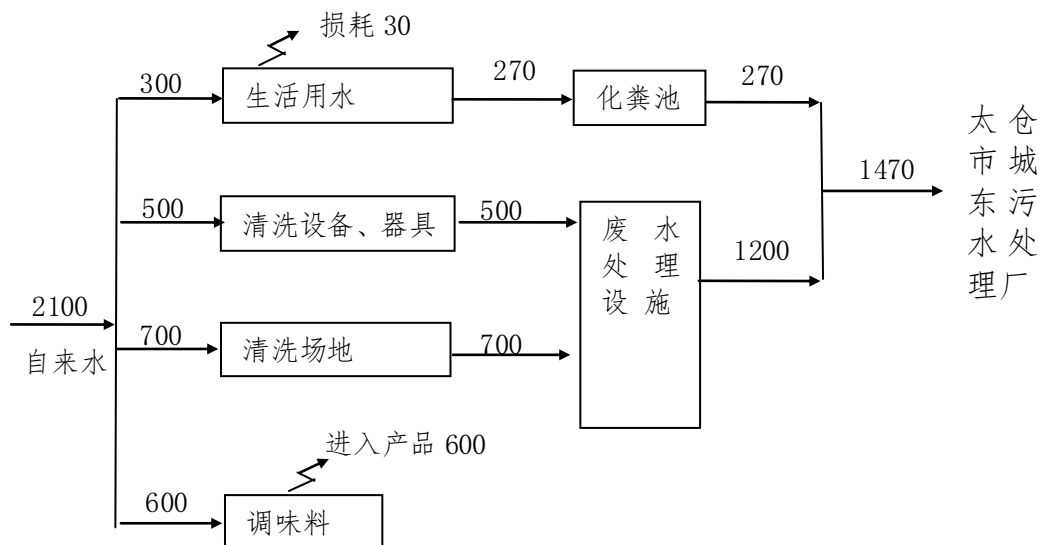 损耗 30
300
生活用水
270
化粪池
270
太仓
市城
东污
水处
理厂
1470
500
清洗设备、器具
500
废水
处理
设施
1200
2100
自来水
700
清洗场地
700
进入产品 600
600
调味料